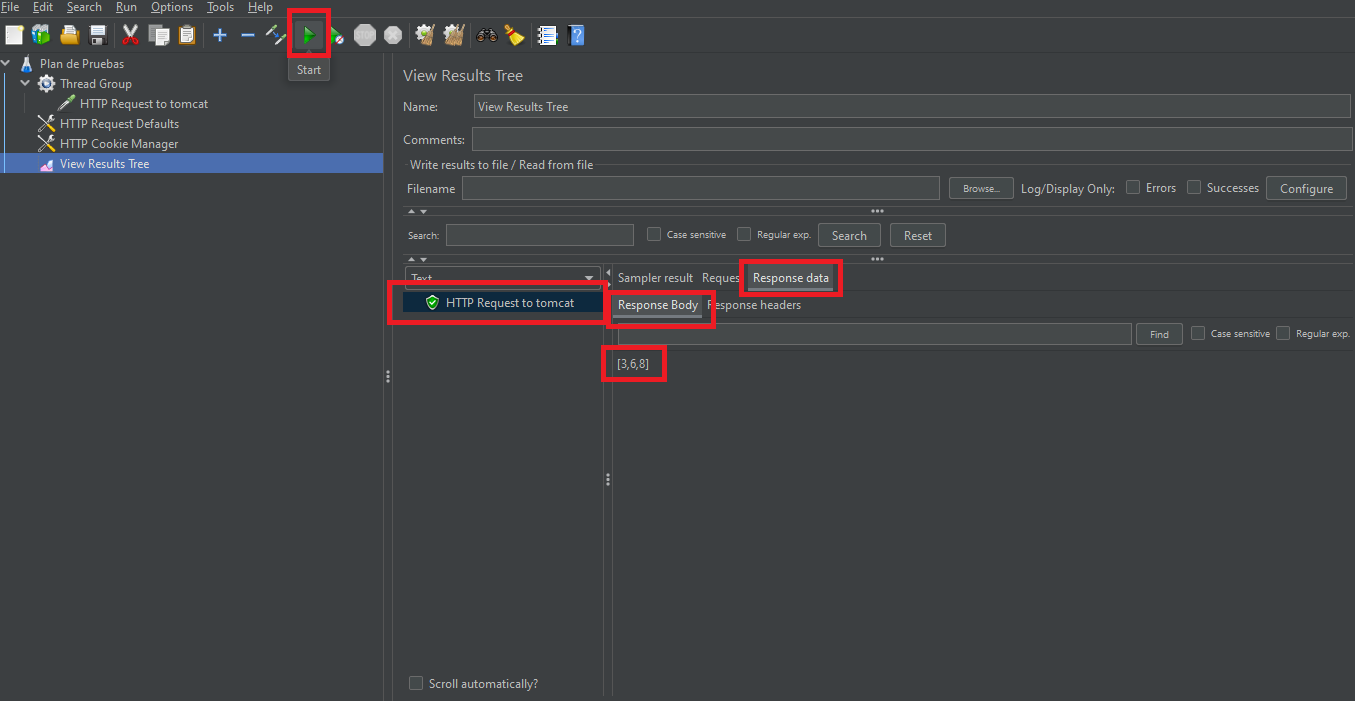 File Edit Search Run Options Tools Help
STOP
Start
Plan de Pruebas
Thread Group
HTTP Request to tomcat
HTTP Request Defaults
HTTP Cookie Manager
View Results Tree
View Results Tree
Name: View Results Tree
Comments:
Write results to file / Read from file
Filename Browse... Log/Display Only: Errors Successes Configure
Search: Case sensitive Regular exp. Search Reset
Text
Sampler result Reques Response data
HTTP Request to tomcat
Response Body Response headers
Find Case sensitive Regular exp.
[3,6,8]
Scroll automatically?